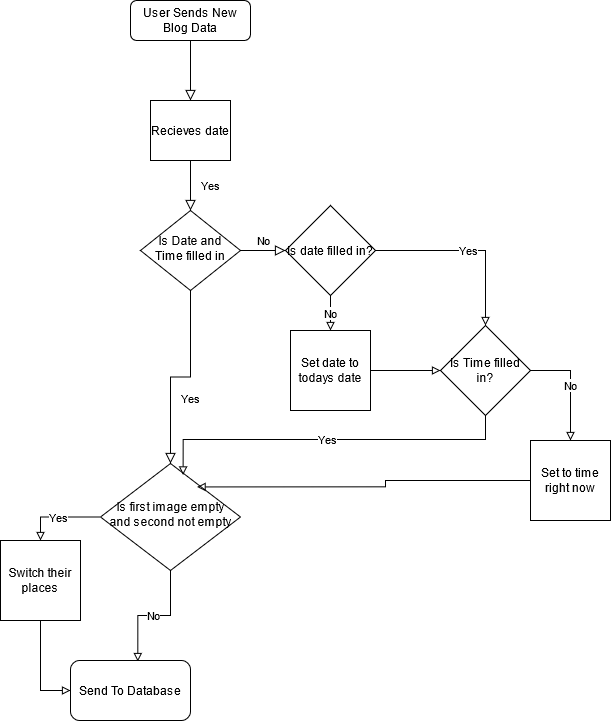 User Sends New
Blog Data
Recieves date
Yes
Is Date and
Time filled in
No
Is date filled in?
Yes
No
Set date to
todays date
Is Time filled
in?
No
Yes
Yes
Set to time
right now
Is first image empty
and second not empty
Yes
Switch their
places
No
Send To Database